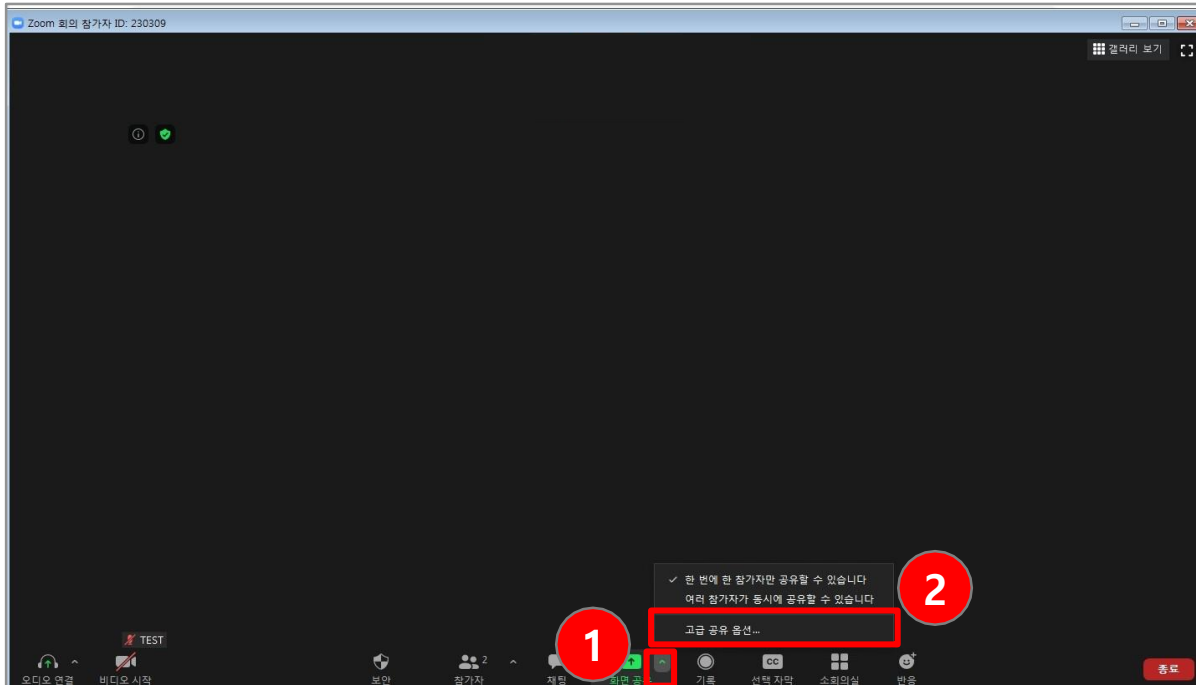 Zoom 회의 참가자 ID: 230309
갤러리 보기
✓ 한 번에 한 참가자만 공유할 수 있습니다
여러 참가자가 동시에 공유할 수 있습니다
고급 공유 옵션...
2
1
TEST
2
CC
오디오 연결
비디오 시작
보안
참가자
채팅
화면 공
기록
선택 자막
소회의실
반응
종료